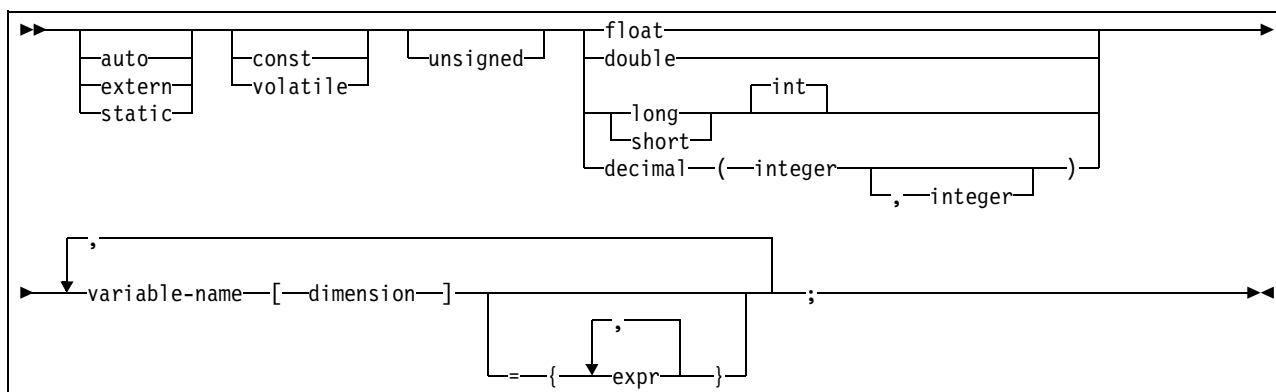 float
auto const unsigned double
extern volatile int
static long
short
decimal ( integer )
, integer
,
variable-name [ dimension ] ;
,
= { expr }